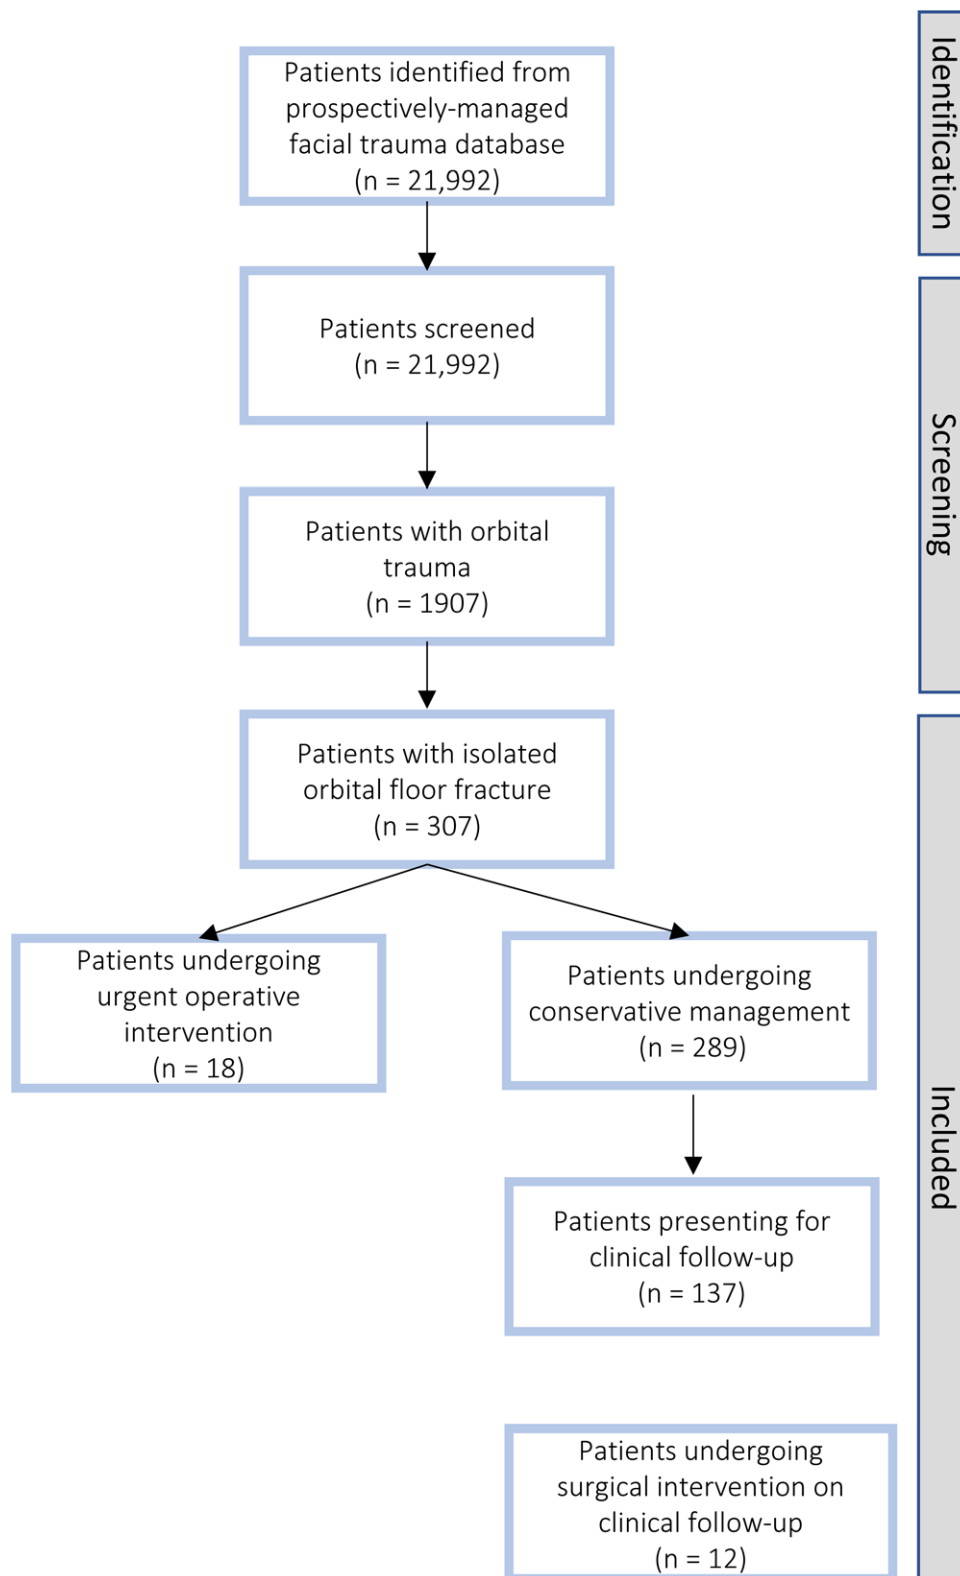 Identification
Patients identified from
prospectively-managed
facial trauma database
(n = 21,992)
Screening
Patients screened
(n = 21,992)
Patients with orbital
trauma
(n = 1907)
Included
Patients with isolated
orbital floor fracture
(n = 307)
Patients undergoing
urgent operative
intervention
(n = 18)
Patients undergoing
conservative management
(n = 289)
Patients presenting for
clinical follow-up
(n = 137)
Patients undergoing
surgical intervention on
clinical follow-up
(n = 12)